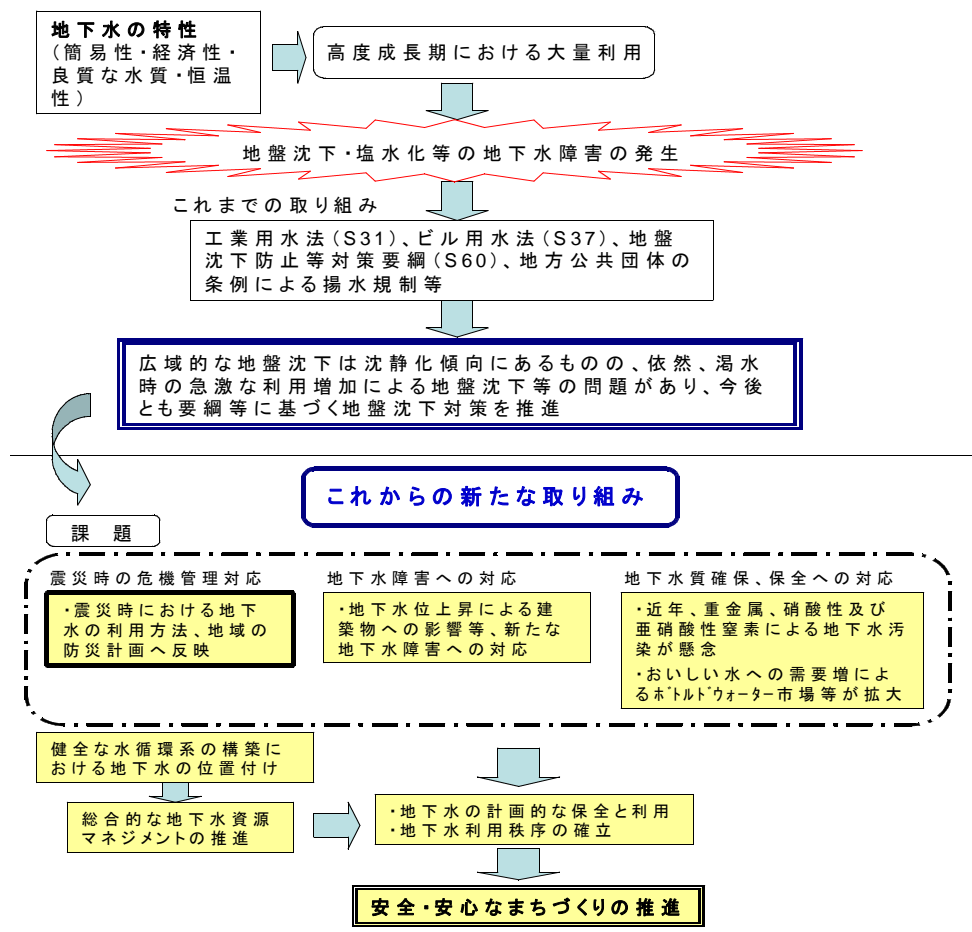 地下水の特性
（簡易性・経済性・
良質な水質・恒温
性）
高度成長期における大量利用
地盤沈下・塩水化等の地下水障害の発生
これまでの取り組み
工業用水法（S31）、ビル用水法（S37）、地盤
沈下防止等対策要綱（S60）、地方公共団体の
条例による揚水規制等
広域的な地盤沈下は沈静化傾向にあるものの、依然、渇水
時の急激な利用増加による地盤沈下等の問題があり、今後
とも要綱等に基づく地盤沈下対策を推進
これからの新たな取り組み
課　題
震災時の危機管理対応
・震災時における地下
水の利用方法、地域の
防災計画へ反映
地下水障害への対応
・地下水位上昇による建
築物への影響等、新たな
地下水障害への対応
地下水質確保、保全への対応
・近年、重金属、硝酸性及び
亜硝酸性窒素による地下水汚
染が懸念
・おいしい水への需要増によ
るﾎﾞﾄﾙﾄﾞｳｫｰﾀｰ市場等が拡大
健全な水循環系の構築に
おける地下水の位置付け
総合的な地下水資源
マネジメントの推進
・地下水の計画的な保全と利用
・地下水利用秩序の確立
安全・安心なまちづくりの推進